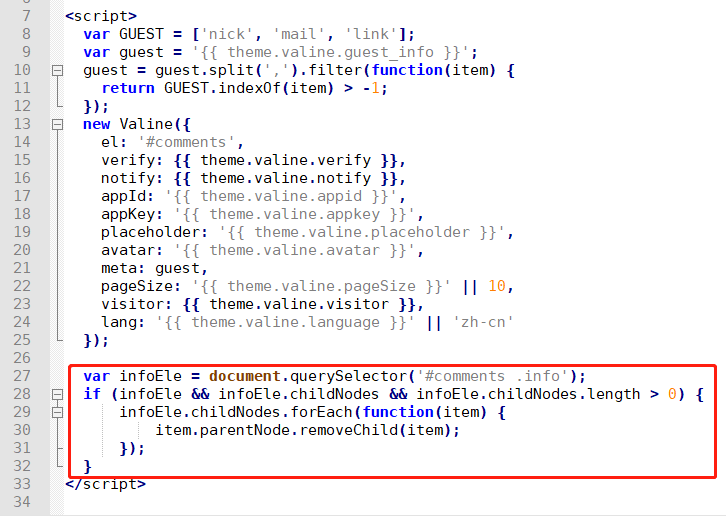 7 <script>
8 var GUEST = ['nick', 'mail', 'link'];
9 var guest = '{{ theme.valine.guest_info }}';
10 guest = guest.split(',').filter(function(item) {
11 return GUEST.indexOf(item) > -1;
12 });
13 new Valine({
14 el: '#comments',
15 verify: {{ theme.valine.verify }},
16 notify: {{ theme.valine.notify }},
17 appId: '{{ theme.valine.appid }}',
18 appKey: '{{ theme.valine.appkey }}',
19 placeholder: '{{ theme.valine.placeholder }}',
20 avatar: '{{ theme.valine.avatar }}',
21 meta: guest,
22 pageSize: '{{ theme.valine.pageSize }}' || 10,
23 visitor: {{ theme.valine.visitor }},
24 lang: '{{ theme.valine.language }}' || 'zh-cn'
25 });
26
27 var infoEle = document.querySelector('#comments .info');
28 if (infoEle && infoEle.childNodes && infoEle.childNodes.length > 0) {
29 infoEle.childNodes.forEach(function(item) {
30 item.parentNode.removeChild(item);
31 });
32 }
33 </script>
34